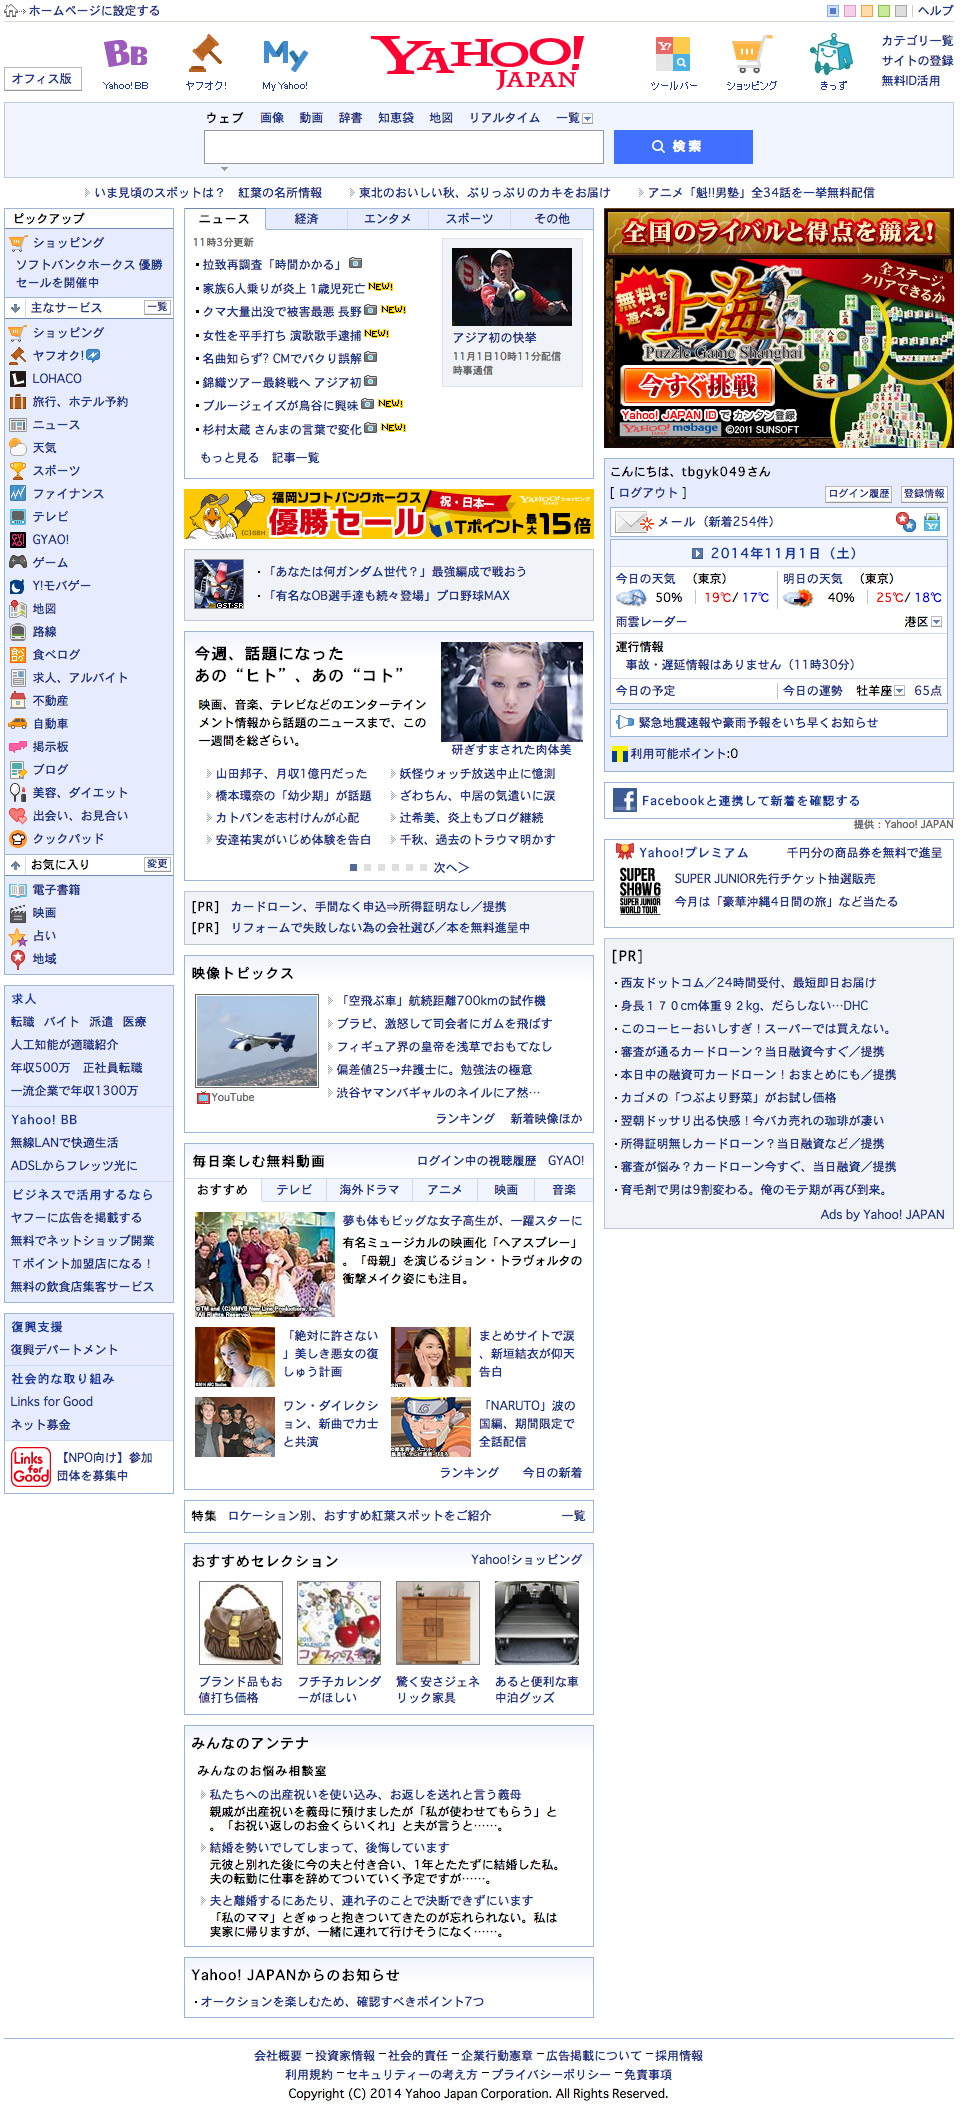 ホームページに設定する
ヘルプ
オフィス版
BB
Yahoo! BB
ヤフオク!
My
My Yahoo!
YAHOO!
JAPAN
ツールバー
ショッピング
きっず
カテゴリ一覧
サイトの登録
無料ID活用
ウェブ 画像 動画 辞書 知恵袋 地図 リアルタイム 一覧
検索
いま見頃のスポットは? 紅葉の名所情報
東北のおいしい秋、ぷりっぷりのカキをお届け
アニメ「魁!!男塾」全34話を一挙無料配信
ピックアップ
ショッピング
ソフトバンクホークス 優勝
セールを開催中
主なサービス 一覧
ショッピング
ヤフオク!
LOHACO
旅行、ホテル予約
ニュース
天気
スポーツ
ファイナンス
テレビ
GYAO!
ゲーム
Y!モバゲー
地図
路線
食べログ
求人、アルバイト
不動産
自動車
掲示板
ブログ
美容、ダイエット
出会い、お見合い
クックパッド
お気に入り 変更
電子書籍
映画
占い
地域
求人
転職 バイト 派遣 医療
人工知能が適職紹介
年収500万 正社員転職
一流企業で年収1300万
Yahoo! BB
無線LANで快適生活
ADSLからフレッツ光に
ビジネスで活用するなら
ヤフーに広告を掲載する
無料でネットショップ開業
Tポイント加盟店になる!
無料の飲食店集客サービス
復興支援
復興デパートメント
社会的な取り組み
Links for Good
ネット募金
Links for Good
【NPO向け】参加
団体を募集中
ニュース 経済 エンタメ スポーツ その他
11時3分更新
拉致再調査「時間かかる」
家族6人乗りが炎上 1歳児死亡 NEW!
クマ大量出没で被害最悪 長野 NEW!
女性を平手打ち 演歌歌手逮捕 NEW!
名曲知らず? CMでパクり誤解
錦織ツアー最終戦へ アジア初
ブルージェイズが鳥谷に興味 NEW!
杉村太蔵 さんまの言葉で変化 NEW!
もっと見る 記事一覧
アジア初の快挙
11月1日10時11分配信
時事通信
福岡ソフトバンクホークス
優勝セール
祝・日本一
YAHOO!ショッピング
Tポイント最大15倍
(C)SBH
「あなたは何ガンダム世代?」最強編成で戦おう
「有名なOB選手達も続々登場」プロ野球MAX
今週、話題になった
あの“ヒト”、あの“コト”
映画、音楽、テレビなどのエンターテイン
メント情報から話題のニュースまで、この
一週間を総ざらい。
研ぎすまされた肉体美
山田邦子、月収1億円だった
橋本環奈の「幼少期」が話題
カトパンを志村けんが心配
安達祐実がいじめ体験を告白
妖怪ウォッチ放送中止に憶測
ざわちん、中居の気遣いに涙
辻希美、炎上もブログ継続
千秋、過去のトラウマ明かす
次へ＞
[PR] カードローン、手間なく申込⇒所得証明なし／提携
[PR] リフォームで失敗しない為の会社選び／本を無料進呈中
映像トピックス
「空飛ぶ車」航続距離700kmの試作機
ブラピ、激怒して司会者にガムを飛ばす
フィギュア界の皇帝を浅草でおもてなし
偏差値25→弁護士に。勉強法の極意
渋谷ヤマンバギャルのネイルにア然…
YouTube
ランキング 新着映像ほか
毎日楽しむ無料動画 ログイン中の視聴履歴 GYAO!
おすすめ テレビ 海外ドラマ アニメ 映画 音楽
夢も体もビッグな女子高生が、一躍スターに
有名ミュージカルの映画化「ヘアスプレー」
。「母親」を演じるジョン・トラヴォルタの
衝撃メイク姿にも注目。
「絶対に許さない
」美しき悪女の復
しゅう計画
まとめサイトで涙
、新垣結衣が仰天
告白
ワン・ダイレクシ
ョン、新曲で力士
と共演
「NARUTO」波の
国編、期間限定で
全話配信
ランキング 今日の新着
特集 ロケーション別、おすすめ紅葉スポットをご紹介 一覧
おすすめセレクション Yahoo!ショッピング
ブランド品もお
値打ち価格
フチ子カレンダ
ーがほしい
驚く安さジェネ
リック家具
あると便利な車
中泊グッズ
みんなのアンテナ
みんなのお悩み相談室
私たちへの出産祝いを使い込み、お返しを送れと言う義母
親戚が出産祝いを義母に預けましたが「私が使わせてもらう」と
。「お祝い返しのお金くらいくれ」と夫が言うと……。
結婚を勢いでしてしまって、後悔しています
元彼と別れた後に今の夫と付き合い、1年とたたずに結婚した私。
夫の転勤に仕事を辞めてついていく予定ですが……。
夫と離婚するにあたり、連れ子のことで決断できずにいます
「私のママ」とぎゅっと抱きついてきたのが忘れられない。私は
実家に帰りますが、一緒に連れて行けそうになく……。
Yahoo! JAPANからのお知らせ
オークションを楽しむため、確認すべきポイント7つ
全国のライバルと得点を競え!
全ステージ、
クリアできるか
無料で
遊べる
上海
Puzzle Game Shanghai
今すぐ挑戦
Yahoo! JAPAN ID で カンタン登録
YAHOO! mobage ©2011 SUNSOFT
こんにちは、tbgyk049さん
[ ログアウト ] ログイン履歴 登録情報
メール（新着254件）
2014年11月1日（土）
今日の天気 （東京） 明日の天気 （東京）
50% 19℃/ 17℃ 40% 25℃/ 18℃
雨雲レーダー 港区
運行情報
事故・遅延情報はありません（11時30分）
今日の予定 今日の運勢 牡羊座 65点
緊急地震速報や豪雨予報をいち早くお知らせ
利用可能ポイント:0
Facebookと連携して新着を確認する
提供：Yahoo! JAPAN
Yahoo!プレミアム 千円分の商品券を無料で進呈
SUPER SHOW6 SUPER JUNIOR WORLD TOUR
SUPER JUNIOR先行チケット抽選販売
今月は「豪華沖縄4日間の旅」など当たる
[PR]
西友ドットコム／24時間受付、最短即日お届け
身長１７０cm体重９２kg、だらしない…DHC
このコーヒーおいしすぎ！スーパーでは買えない。
審査が通るカードローン？当日融資今すぐ／提携
本日中の融資可カードローン！おまとめにも／提携
カゴメの「つぶより野菜」がお試し価格
翌朝ドッサリ出る快感！今バカ売れの珈琲が凄い
所得証明無しカードローン？当日融資など／提携
審査が悩み？カードローン今すぐ、当日融資／提携
育毛剤で男は9割変わる。俺のモテ期が再び到来。
Ads by Yahoo! JAPAN
会社概要 － 投資家情報 － 社会的責任 － 企業行動憲章 － 広告掲載について － 採用情報
利用規約 － セキュリティーの考え方 － プライバシーポリシー － 免責事項
Copyright (C) 2014 Yahoo Japan Corporation. All Rights Reserved.